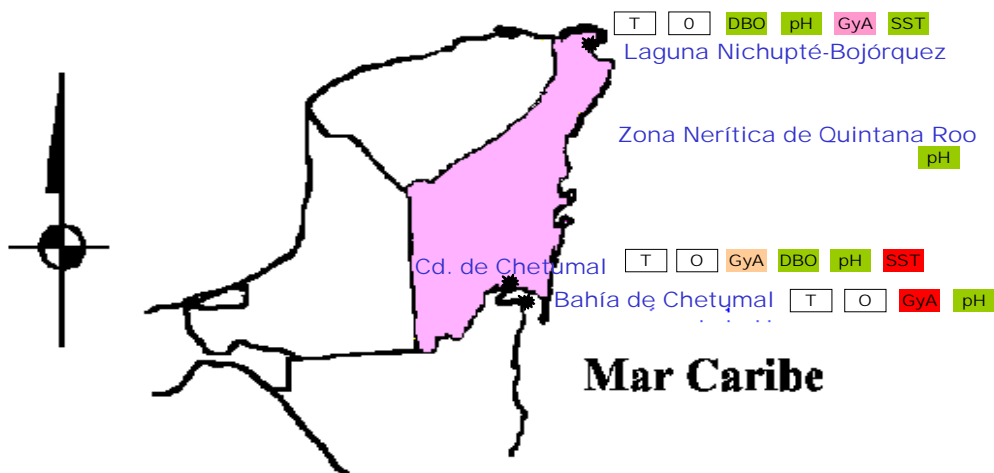 T 0 DBO pH GyA SST
Laguna Nichupté-Bojórquez
Zona Nerítica de Quintana Roo
pH
Cd. de Chetumal T O GyA DBO pH SST
Bahía de Chetumal T O GyA pH
Mar Caribe